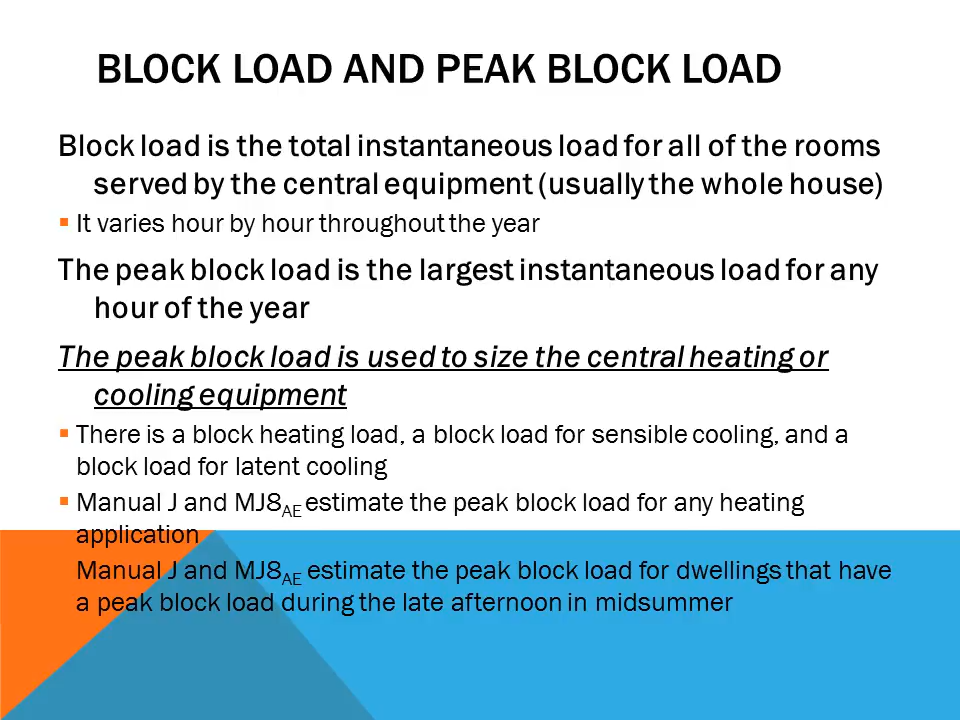 BLOCK LOAD AND PEAK BLOCK LOAD
Block load is the total instantaneous load for all of the rooms
served by the central equipment (usually the whole house)
▪ It varies hour by hour throughout the year
The peak block load is the largest instantaneous load for any
hour of the year
The peak block load is used to size the central heating or
cooling equipment
▪ There is a block heating load, a block load for sensible cooling, and a
block load for latent cooling
▪ Manual J and MJ8AE estimate the peak block load for any heating
application
Manual J and MJ8AE estimate the peak block load for dwellings that have
a peak block load during the late afternoon in midsummer